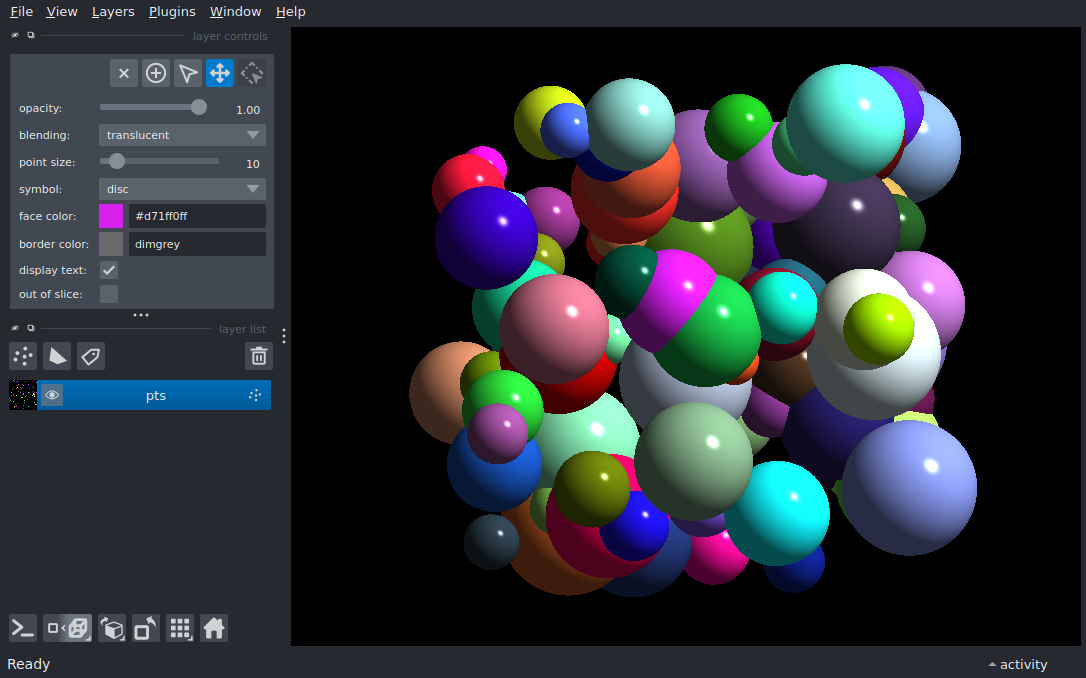 File View Layers Plugins Window Help
layer controls
opacity: 1.00
blending: translucent
point size: 10
symbol: disc
face color: #d71ff0ff
border color: dimgrey
display text:
out of slice:
layer list
pts
Ready
activity